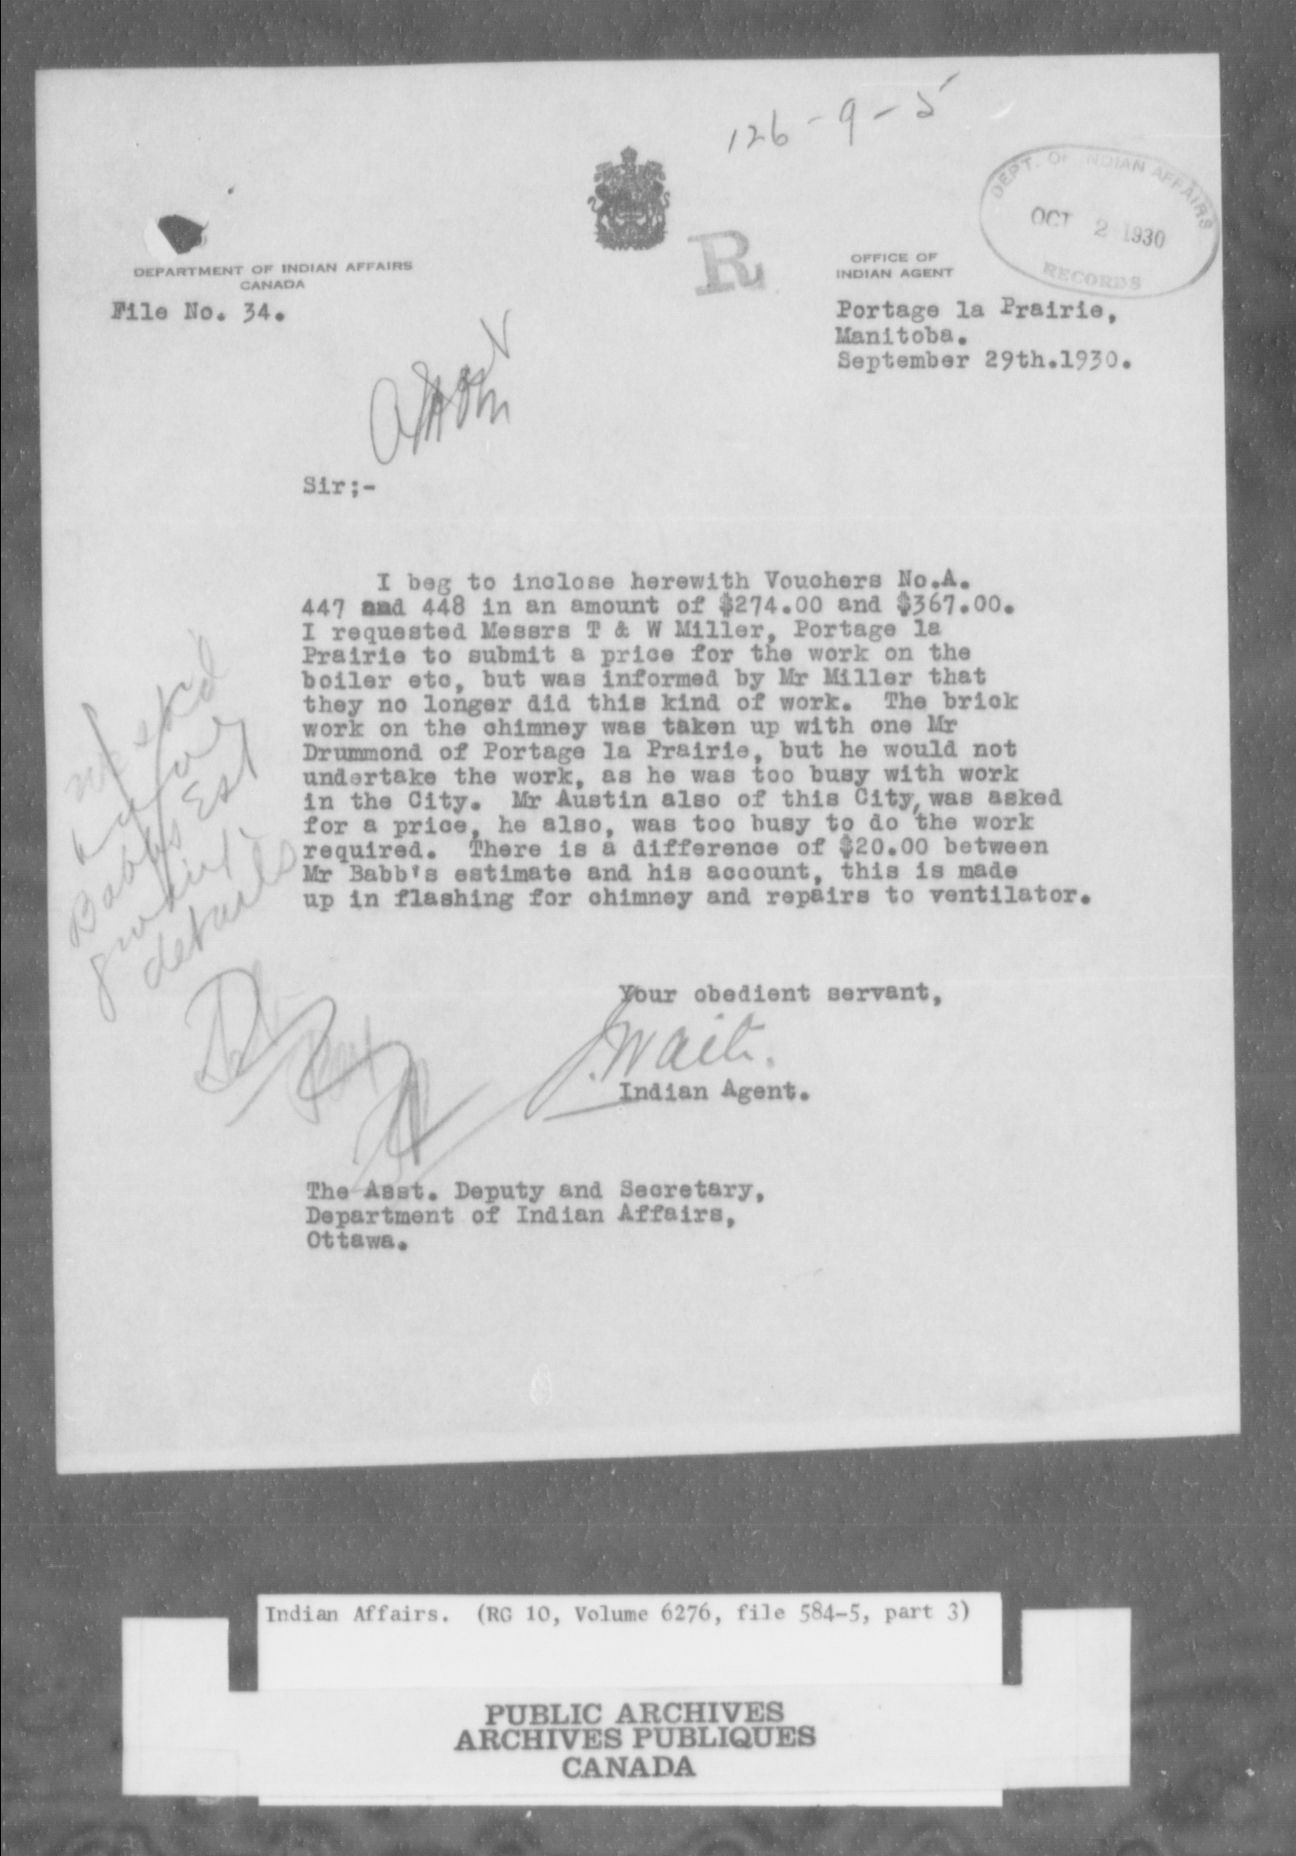 126-9-5
DEPT. OF INDIAN AFFAIRS
OCT 2 1930
RECORDS
R
DEPARTMENT OF INDIAN AFFAIRS
CANADA
File No. 34.
OFFICE OF
INDIAN AGENT
Portage la Prairie,
Manitoba.
September 29th.1930.
Sir;-
I beg to inclose herewith Vouchers No.A.
447 and 448 in an amount of $274.00 and $367.00.
I requested Messrs T & W Miller, Portage la
Prairie to submit a price for the work on the
boiler etc, but was informed by Mr Miller that
they no longer did this kind of work. The brick
work on the chimney was taken up with one Mr
Drummond of Portage la Prairie, but he would not
undertake the work, as he was too busy with work
in the City. Mr Austin also of this City, was asked
for a price, he also, was too busy to do the work
required. There is a difference of $20.00 between
Mr Babb's estimate and his account, this is made
up in flashing for chimney and repairs to ventilator.
Babbs Est
details
Your obedient servant,
J. Waite.
Indian Agent.
The Asst. Deputy and Secretary,
Department of Indian Affairs,
Ottawa.
Indian Affairs. (RG 10, Volume 6276, file 584-5, part 3)
PUBLIC ARCHIVES
ARCHIVES PUBLIQUES
CANADA